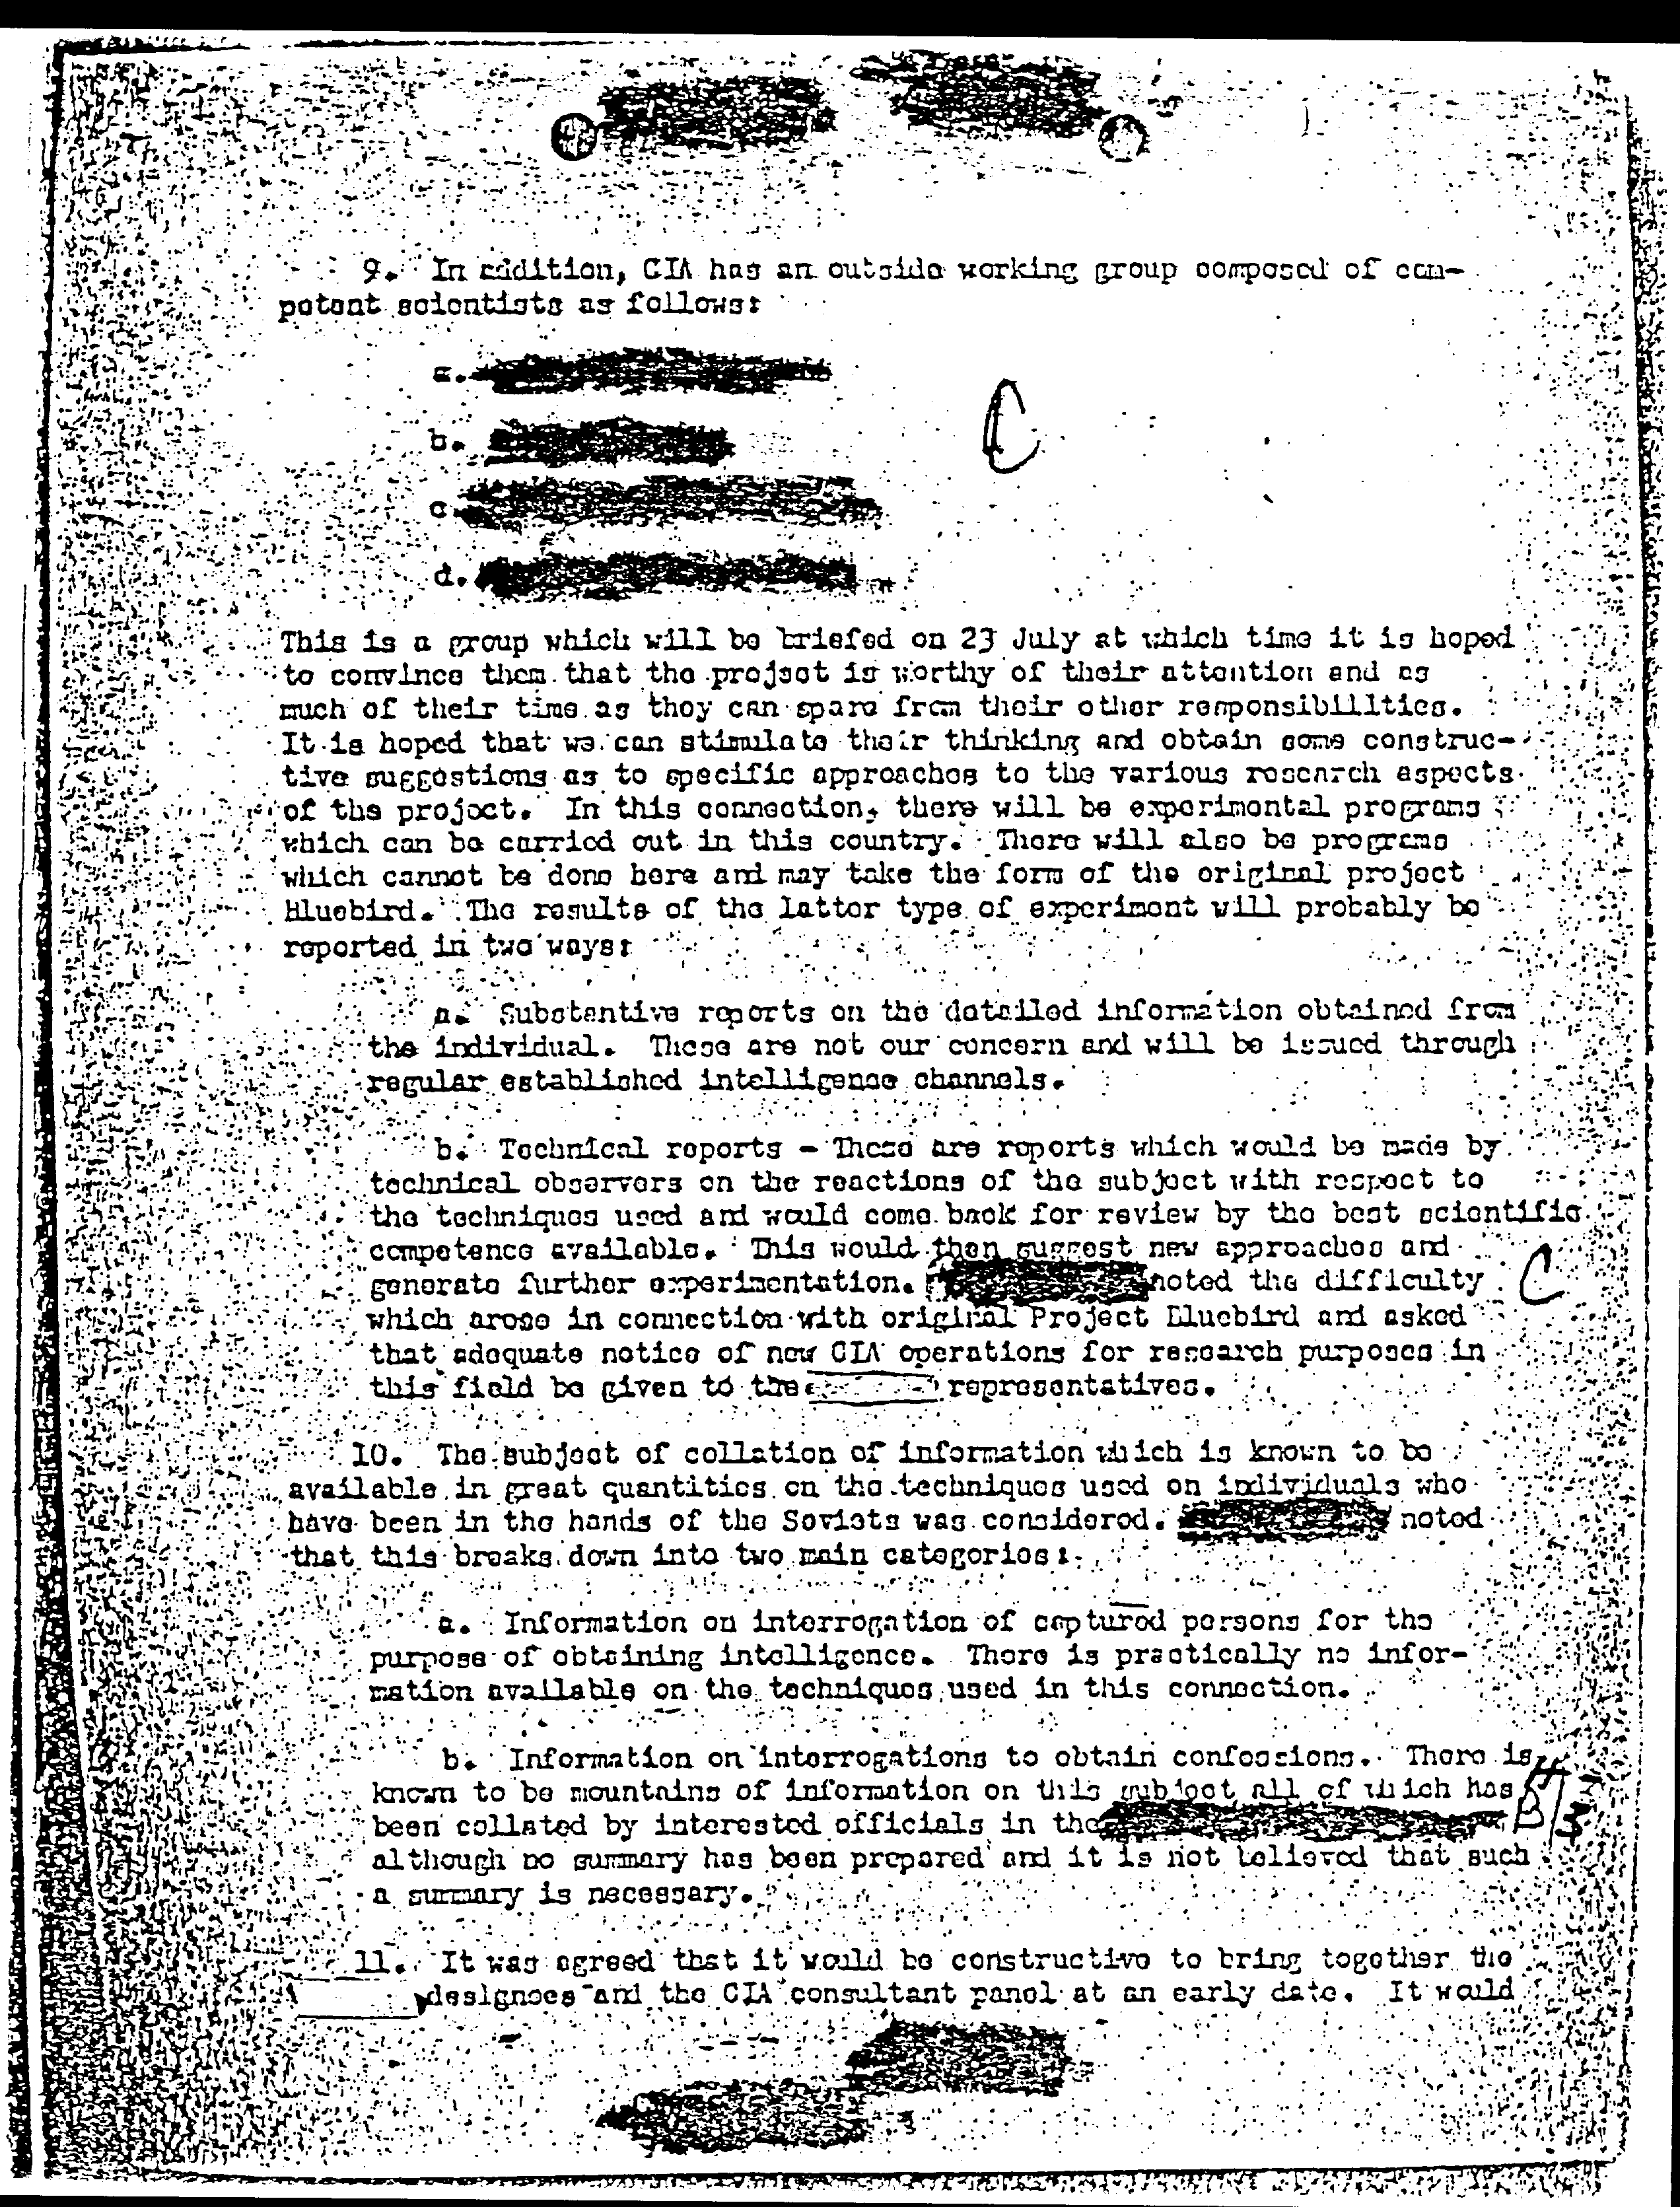 9. In addition, CIA has an outside working group composed of com-
petent scientists as follows:
a.
b.
C
c.
d.
This is a group which will be briefed on 23 July at which time it is hoped
to convince them that the project is worthy of their attention and as
much of their time as they can spare from their other responsibilities.
It is hoped that we can stimulate their thinking and obtain some construc-
tive suggestions as to specific approaches to the various research aspects
of the project. In this connection, there will be experimental programs
which can be carried out in this country. There will also be programs
which cannot be done here and may take the form of the original project
Bluebird. The results of the latter type of experiment will probably be
reported in two ways:
a. Substantive reports on the detailed information obtained from
the individual. These are not our concern and will be issued through
regular established intelligence channels.
b. Technical reports - These are reports which would be made by
technical observers on the reactions of the subject with respect to
the techniques used and would come back for review by the best scientific
competence available. This would then suggest new approaches and
generate further experimentation. noted the difficulty C
which arose in connection with original Project Bluebird and asked
that adequate notice of new CIA operations for research purposes in
this field be given to the representatives.
10. The subject of collation of information which is known to be
available in great quantities on the techniques used on individuals who
have been in the hands of the Soviets was considered. noted
that this breaks down into two main categories:
a. Information on interrogation of captured persons for the
purpose of obtaining intelligence. There is practically no infor-
mation available on the techniques used in this connection.
b. Information on interrogations to obtain confessions. There is
known to be mountains of information on this subject all of which has
been collated by interested officials in the B/3
although no summary has been prepared and it is not believed that such
a summary is necessary.
11. It was agreed that it would be constructive to bring together the
designees and the CIA consultant panel at an early date. It would